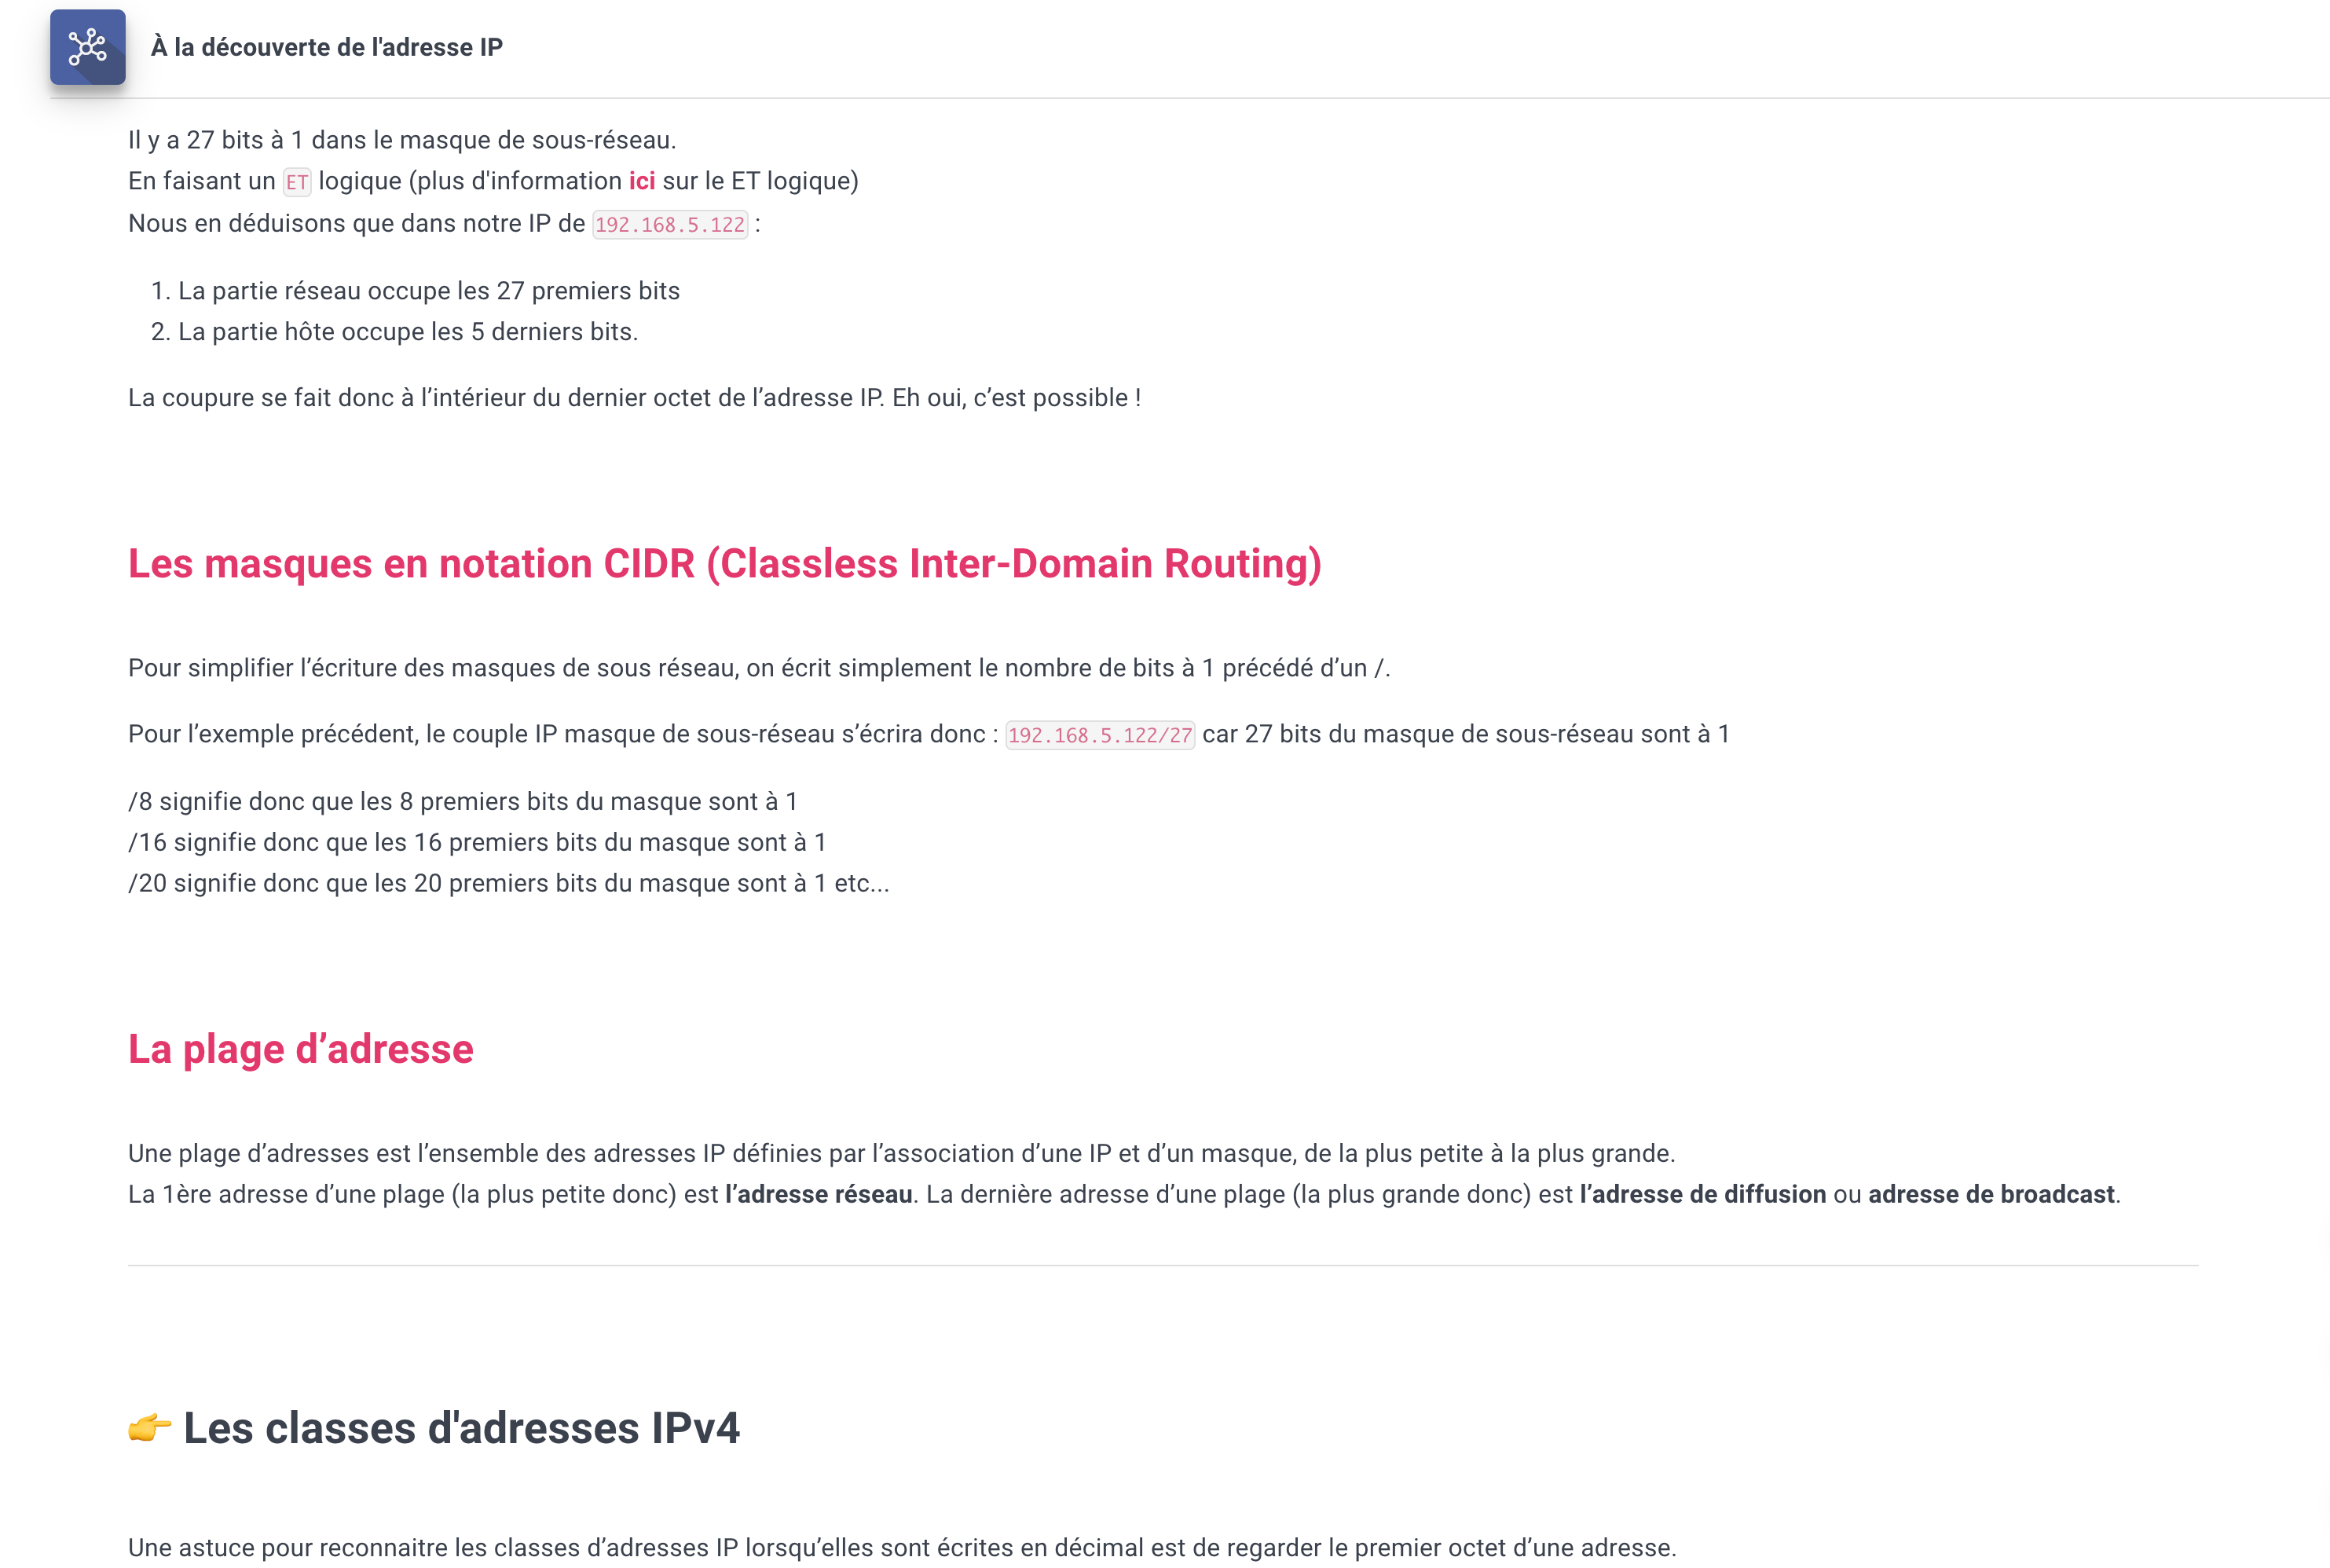 À la découverte de l'adresse IP
Il y a 27 bits à 1 dans le masque de sous-réseau.
En faisant un ET logique (plus d'information ici sur le ET logique)
Nous en déduisons que dans notre IP de 192.168.5.122 :
1. La partie réseau occupe les 27 premiers bits
2. La partie hôte occupe les 5 derniers bits.
La coupure se fait donc à l’intérieur du dernier octet de l’adresse IP. Eh oui, c’est possible !
Les masques en notation CIDR (Classless Inter-Domain Routing)
Pour simplifier l’écriture des masques de sous réseau, on écrit simplement le nombre de bits à 1 précédé d’un /.
Pour l’exemple précédent, le couple IP masque de sous-réseau s’écrira donc : 192.168.5.122/27 car 27 bits du masque de sous-réseau sont à 1
/8 signifie donc que les 8 premiers bits du masque sont à 1
/16 signifie donc que les 16 premiers bits du masque sont à 1
/20 signifie donc que les 20 premiers bits du masque sont à 1 etc...
La plage d’adresse
Une plage d’adresses est l’ensemble des adresses IP définies par l’association d’une IP et d’un masque, de la plus petite à la plus grande.
La 1ère adresse d’une plage (la plus petite donc) est l’adresse réseau. La dernière adresse d’une plage (la plus grande donc) est l’adresse de diffusion ou adresse de broadcast.
👉 Les classes d'adresses IPv4
Une astuce pour reconnaitre les classes d’adresses IP lorsqu’elles sont écrites en décimal est de regarder le premier octet d’une adresse.